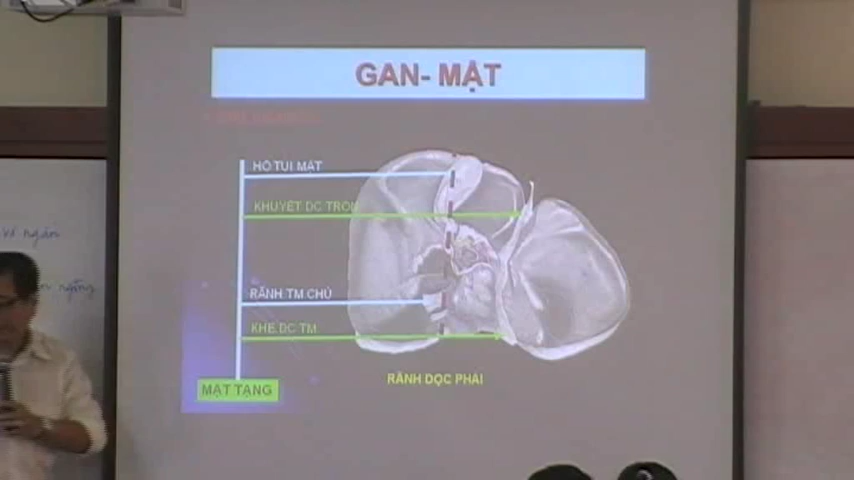 GAN- MẬT
HỐ TÚI MẬT
KHUYẾT DC TRÒN
RÃNH TM CHỦ
KHE DC TM
RÃNH DỌC PHẢI
MẶT TẠNG